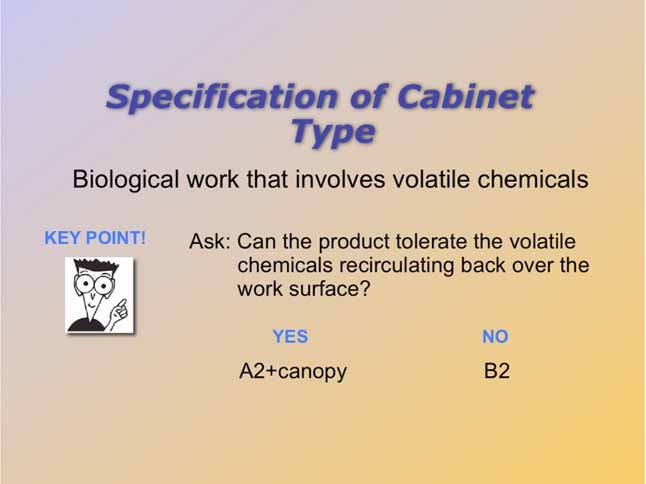 Specification of Cabinet
Type
Biological work that involves volatile chemicals
KEY POINT!
Ask: Can the product tolerate the volatile
chemicals recirculating back over the
work surface?
YES
NO
A2+canopy
B2